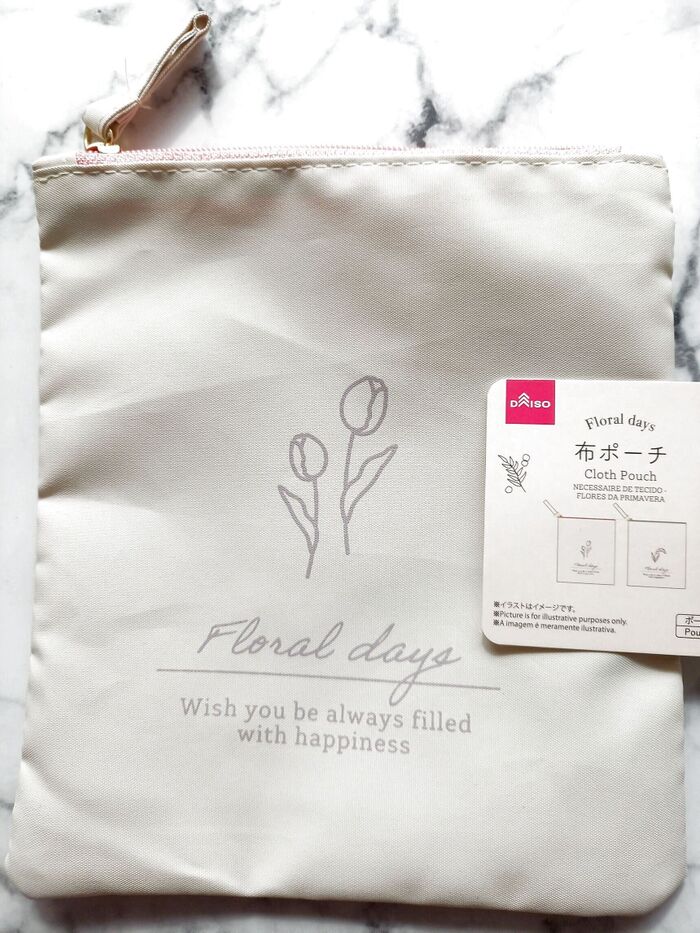 Floral days
Wish you be always filled
with happiness
DAISO
Floral days
布ポーチ
Cloth Pouch
NECESSAIRE DE TECIDO -
FLORES DA PRIMAVERA
※イラストはイメージです。
※Picture is for illustrative purposes only.
※A imagem é meramente ilustrativa.